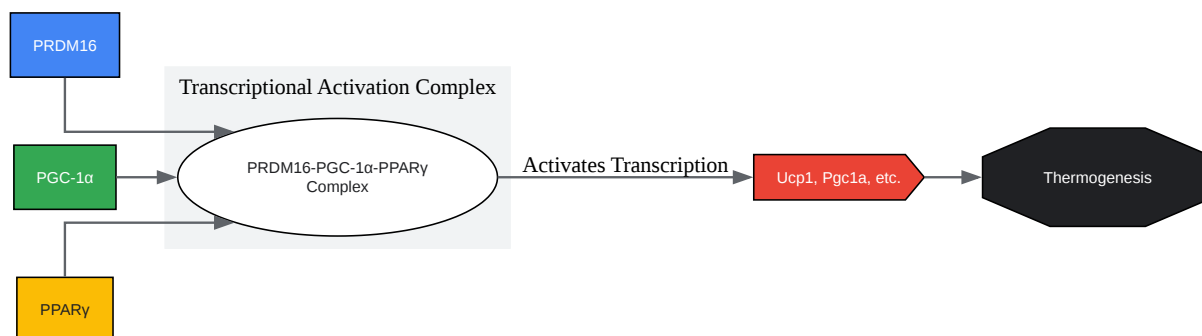 PRDM16
Transcriptional Activation Complex
PGC-1α
PRDM16-PGC-1α-PPARγ
Complex
Activates Transcription
Ucp1, Pgc1a, etc.
Thermogenesis
PPARγ